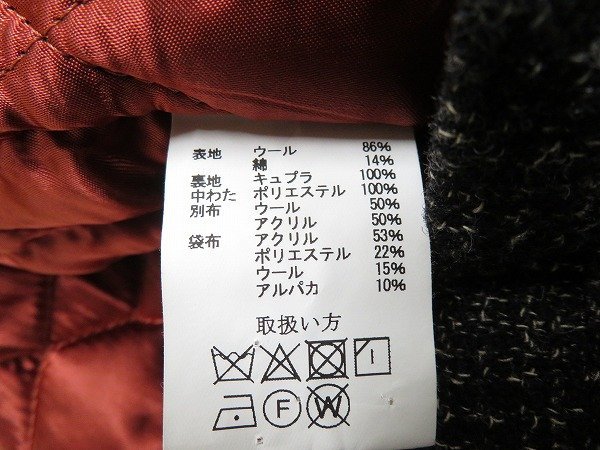 表地 ウール 86%
綿 14%
裏地 キュプラ 100%
中わた ポリエステル 100%
別布 ウール 50%
アクリル 50%
袋布 アクリル 53%
ポリエステル 22%
ウール 15%
アルパカ 10%
取扱い方
F W